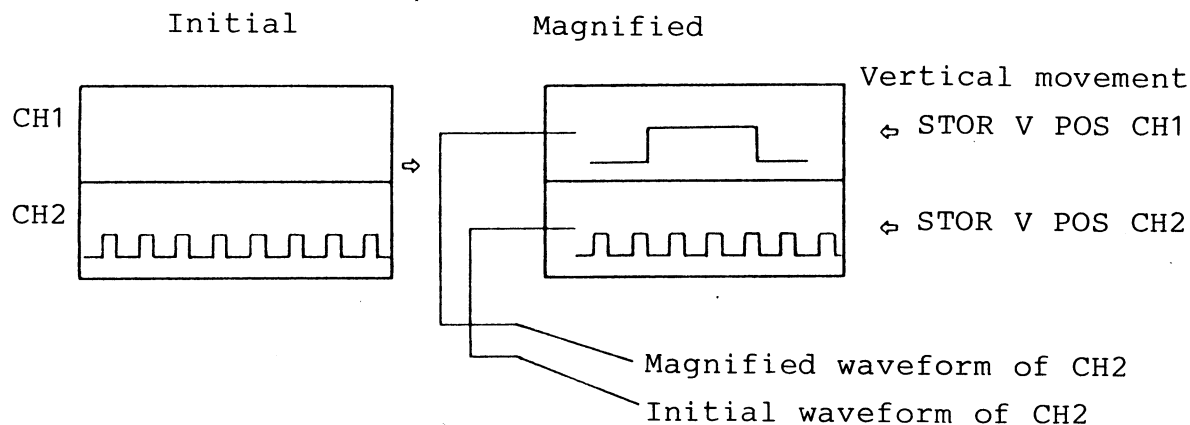 Initial
Magnified
Vertical movement
CH1
⇦ STOR V POS CH1
⇨
CH2
⇦ STOR V POS CH2
Magnified waveform of CH2
Initial waveform of CH2